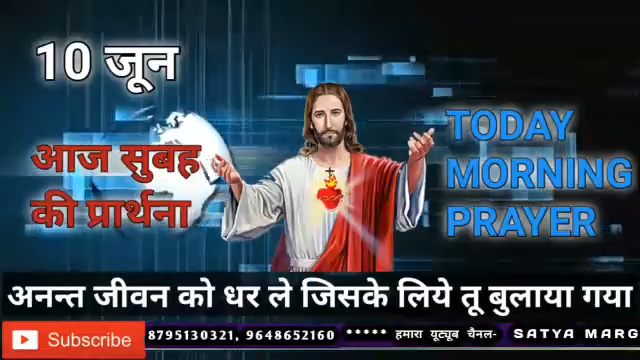 10 जून
आज सुबह
की प्रार्थना
TODAY
MORNING
PRAYER
अनन्त जीवन को धर ले जिसके लिये तू बुलाया गया
Subscribe 8795130321, 9648652160 ***** हमारा यूट्यूब चैनल- SATYA MARG